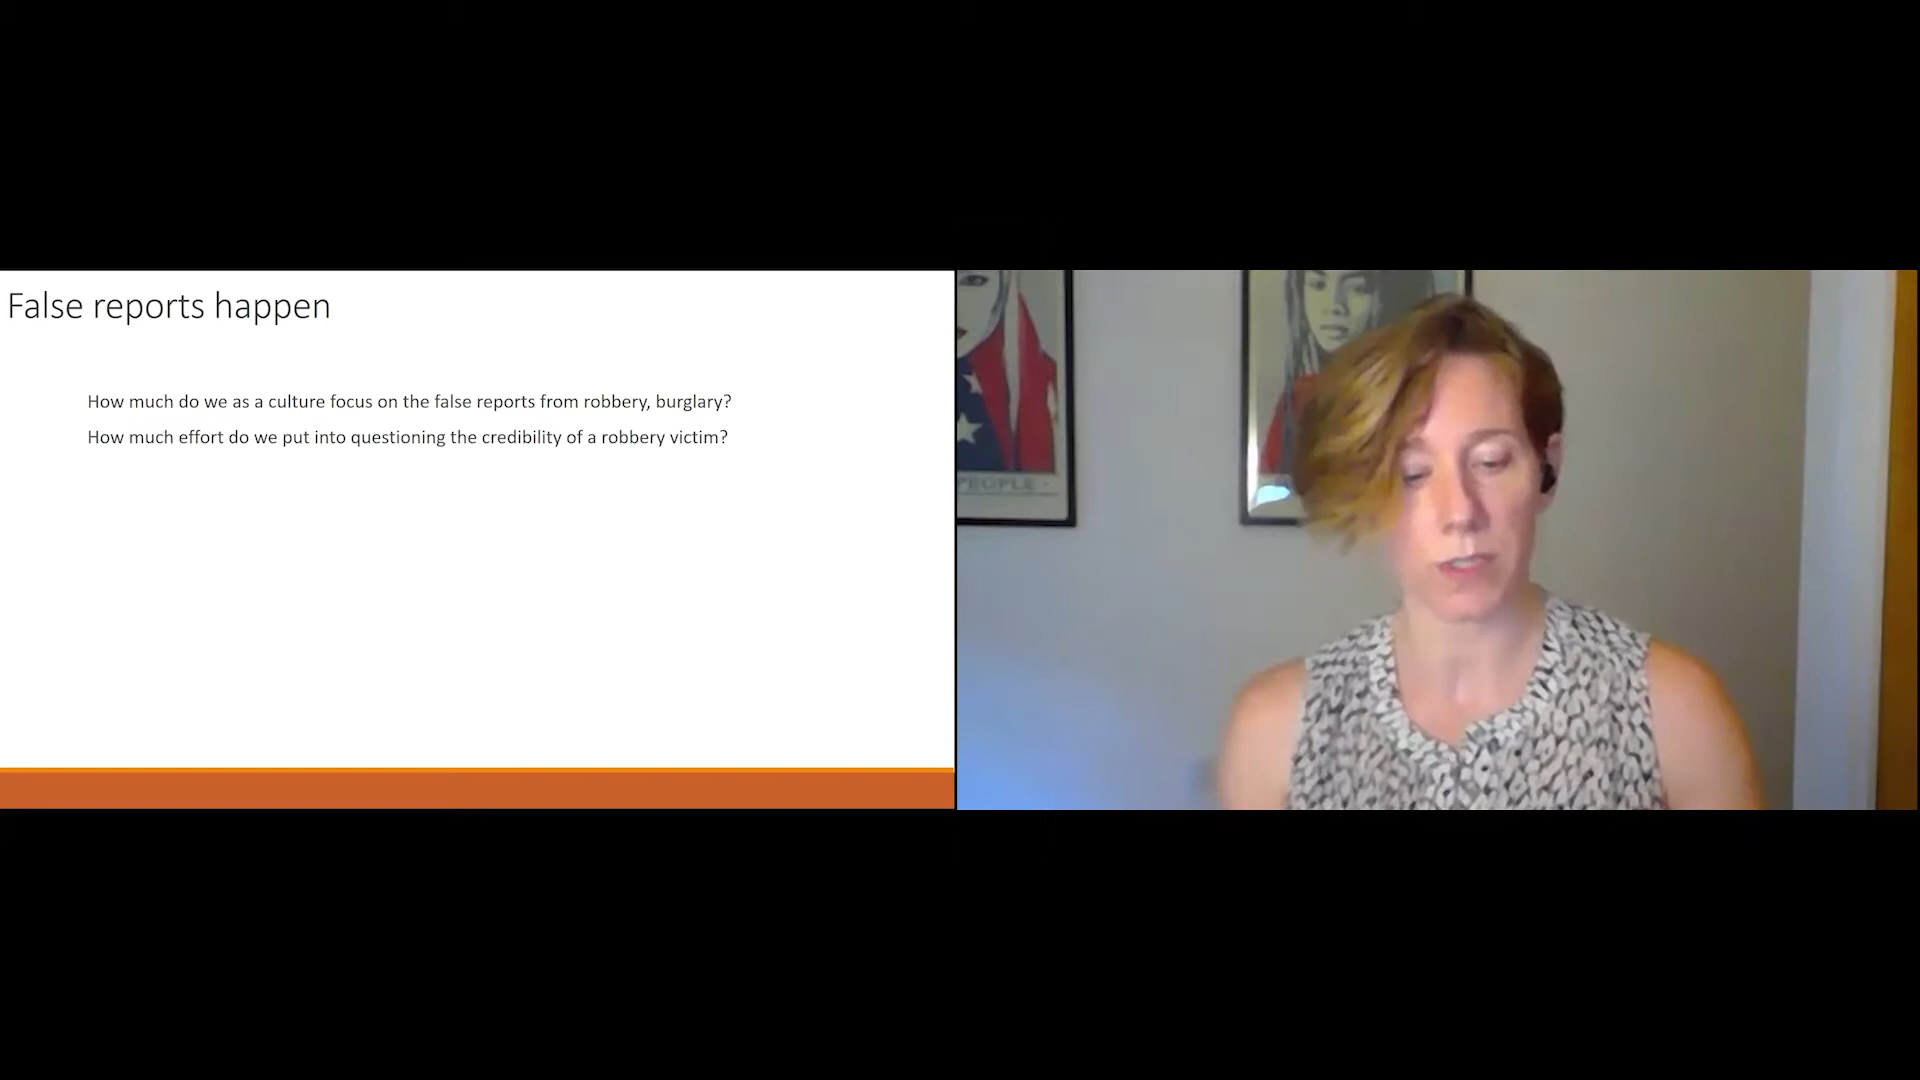 False reports happen
How much do we as a culture focus on the false reports from robbery, burglary?
How much effort do we put into questioning the credibility of a robbery victim?
PEOPLE -